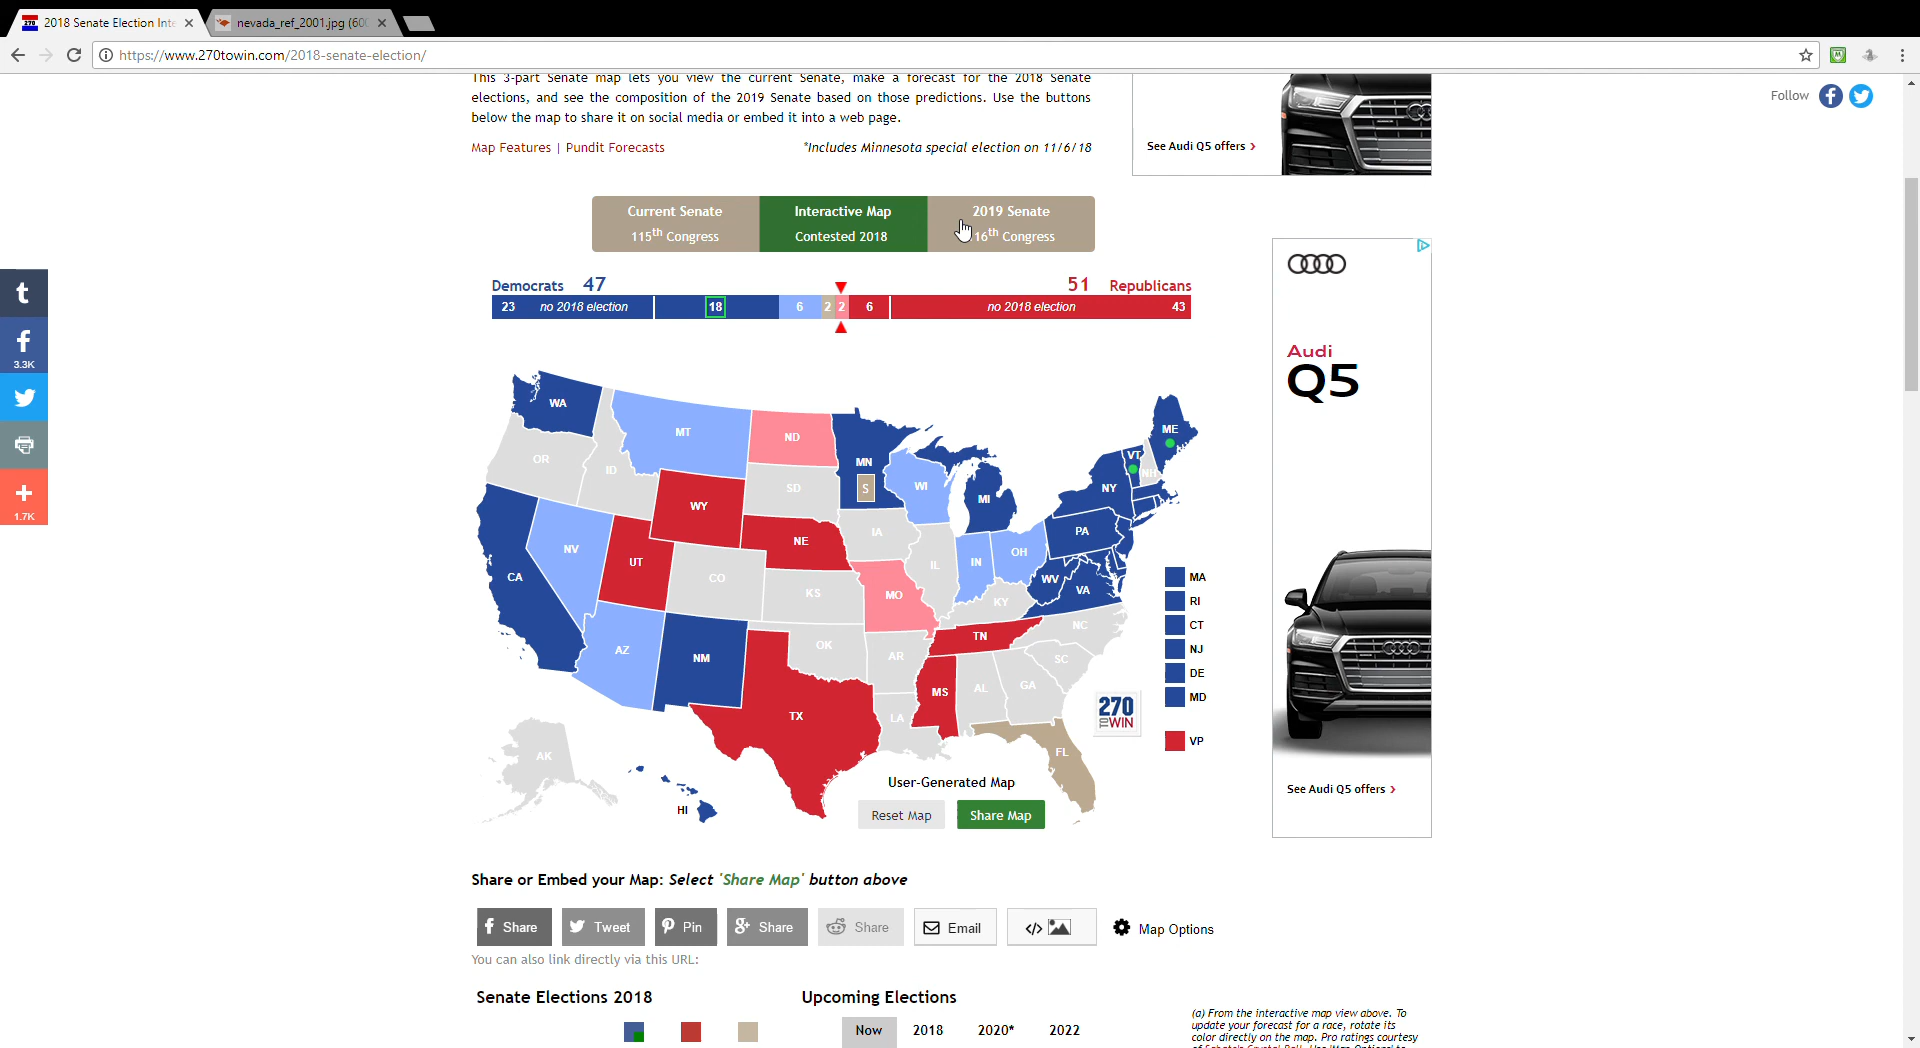 2018 Senate Election Inte
nevada_ref_2001.jpg (600
https://www.270towin.com/2018-senate-election/
This 3-part Senate map lets you view the current Senate, make a forecast for the 2018 Senate
elections, and see the composition of the 2019 Senate based on those predictions. Use the buttons
below the map to share it on social media or embed it into a web page.
Map Features | Pundit Forecasts
*Includes Minnesota special election on 11/6/18
See Audi Q5 offers
Follow
Current Senate
115th Congress
Interactive Map
Contested 2018
2019 Senate
16th Congress
Democrats 47
51 Republicans
23 no 2018 election 18 6 2 2 6 no 2018 election 43
3.3K
1.7K
WA
OR
ID
MT
ND
SD
MN
S
WI
MI
ME
VT
NH
NY
PA
CA
NV
UT
WY
NE
IA
IL
IN
OH
WV
VA
CO
KS
MO
KY
NC
TN
SC
AZ
NM
OK
AR
TX
LA
MS
AL
GA
FL
AK
HI
MA
RI
CT
NJ
DE
MD
VP
270
TO WIN
User-Generated Map
Reset Map
Share Map
Audi
Q5
See Audi Q5 offers
Share or Embed your Map: Select 'Share Map' button above
Share
Tweet
Pin
Share
Share
Email
</>
Map Options
You can also link directly via this URL:
Senate Elections 2018
Upcoming Elections
Now 2018 2020* 2022
(a) From the interactive map view above. To
update your forecast for a race, rotate its
color directly on the map. Pro ratings courtesy